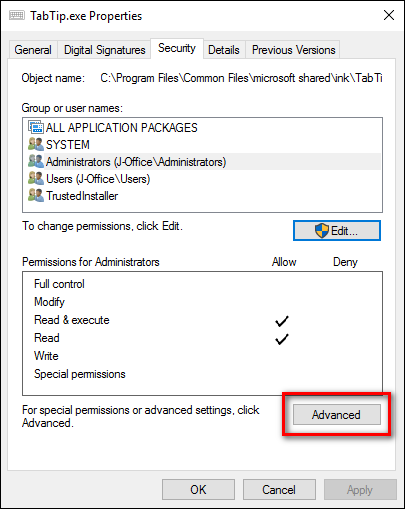 TabTip.exe Properties
General Digital Signatures Security Details Previous Versions
Object name: C:\Program Files\Common Files\microsoft shared\ink\TabTi
Group or user names:
ALL APPLICATION PACKAGES
SYSTEM
Administrators (J-Office\Administrators)
Users (J-Office\Users)
TrustedInstaller
To change permissions, click Edit.
Edit...
Permissions for Administrators Allow Deny
Full control
Modify
Read & execute
Read
Write
Special permissions
For special permissions or advanced settings, click
Advanced.
Advanced
OK Cancel Apply